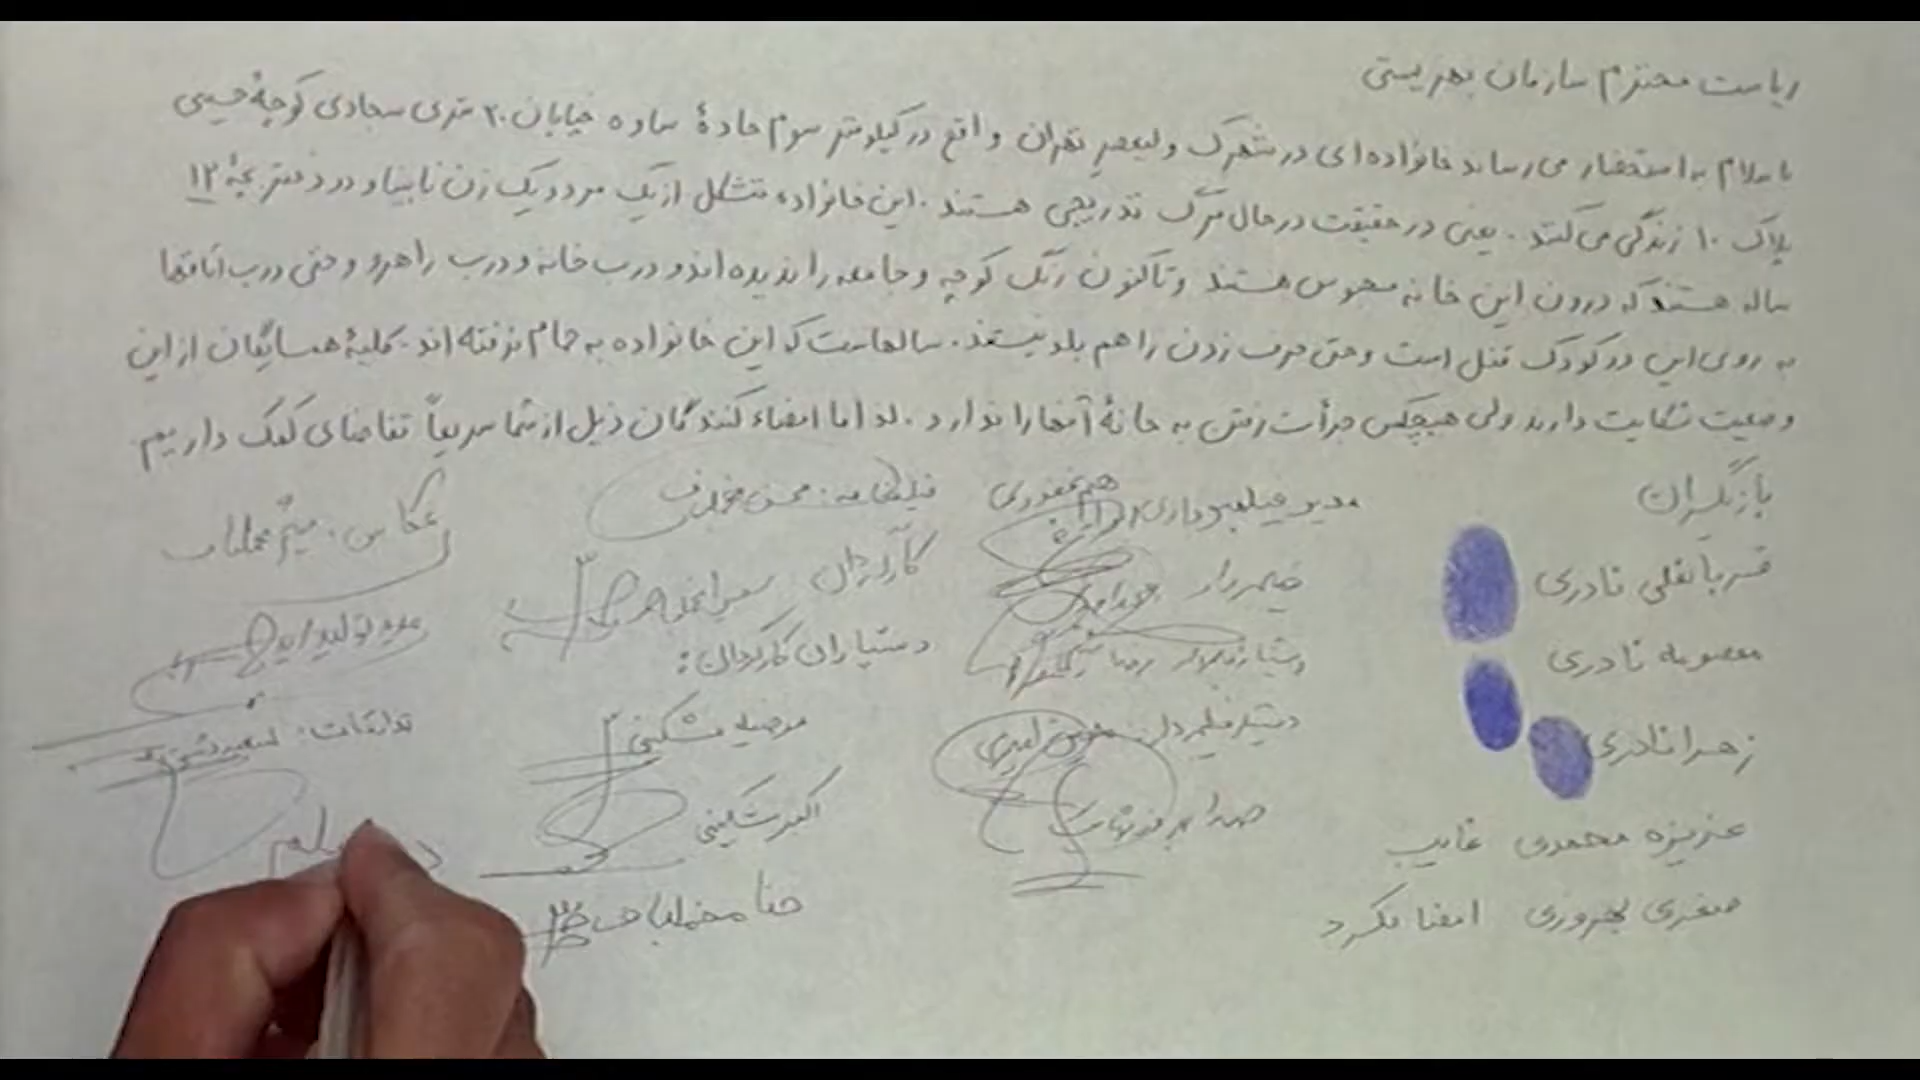 ریاست محترم سازمان بهزیستی
با سلام به استحضار می‌رساند خانواده‌ای در شهرک ولیعصر تهران واقع در کیلومتر سوم جادهٔ ساوه خیابان ۲۰ متری سجادی کوچهٔ حسینی
پلاک ۱۰ زندگی می‌کنند. یعنی در حقیقت در حال مرگ تدریجی هستند. این خانواده متشکل از یک مرد و یک زن نابینا و دو دختر بچهٔ ۱۲
ساله هستند که درون این خانه محبوس هستند و تاکنون رنگ کوچه و جامعه را ندیده‌اند و درب خانه و درب راهرو و حتی درب اتاقها
به روی این دو کودک قفل است و حتی حرف زدن را هم بلد نیستند. سالهاست که این خانواده به حمام نرفته‌اند. کلیهٔ همسایگان از این
وضعیت شکایت دارند ولی هیچکس جرأت رفتن به خانهٔ آنها را ندارد. لذا ما امضاء کنندگان ذیل از شما سریعاً تقاضای کمک داریم.
بازیگران
قربانعلی نادری
معصومه نادری
زهرا نادری
عزیزه محمدی غایب
صغری بهروزی امضا نکرد
مدیر فیلمبرداری
فیلمبردار
دستیار فیلمبردار
فیلمنامه: محسن مخملباف
کارگردان
دستیاران کارگردان:
مرضیه مشکینی
اکبر مشکینی
حنا مخملباف
عکاس: میثم مخملباف
مدیر تولید
تدارکات: